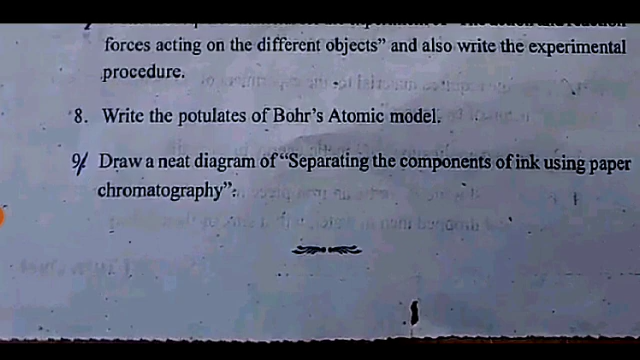 forces acting on the different objects” and also write the experimental
procedure.
8. Write the potulates of Bohr’s Atomic model.
9. Draw a neat diagram of “Separating the components of ink using paper
chromatography”.